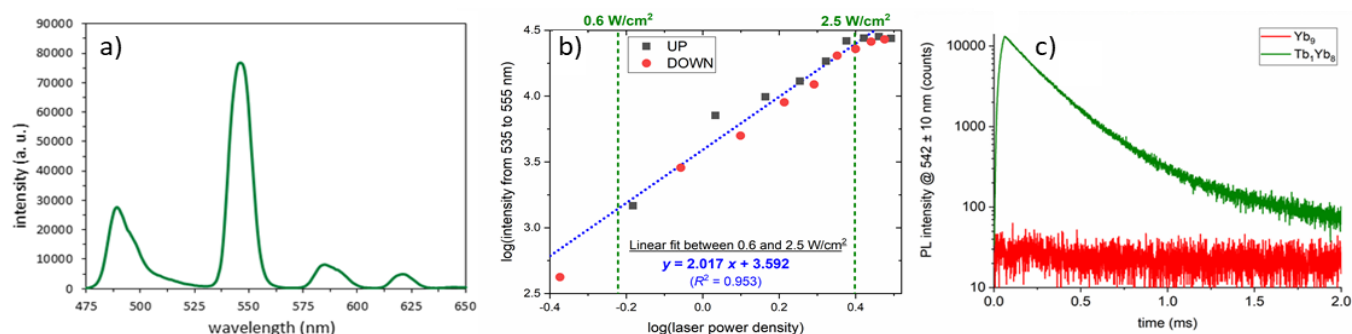 a)
intensity (a. u.)
90000
80000
70000
60000
50000
40000
30000
20000
10000
0
475 500 525 550 575 600 625 650
wavelength (nm)
0.6 W/cm² 2.5 W/cm²
b)
UP
DOWN
log(intensity from 535 to 555 nm)
4.5
4.0
3.5
3.0
2.5
Linear fit between 0.6 and 2.5 W/cm²
y = 2.017 x + 3.592
(R² = 0.953)
-0.4 -0.2 0.0 0.2 0.4
log(laser power density)
c)
Yb₉
Tb₁Yb₈
PL intensity @ 542 ± 10 nm (counts)
10000
1000
100
10
0.0 0.5 1.0 1.5 2.0
time (ms)